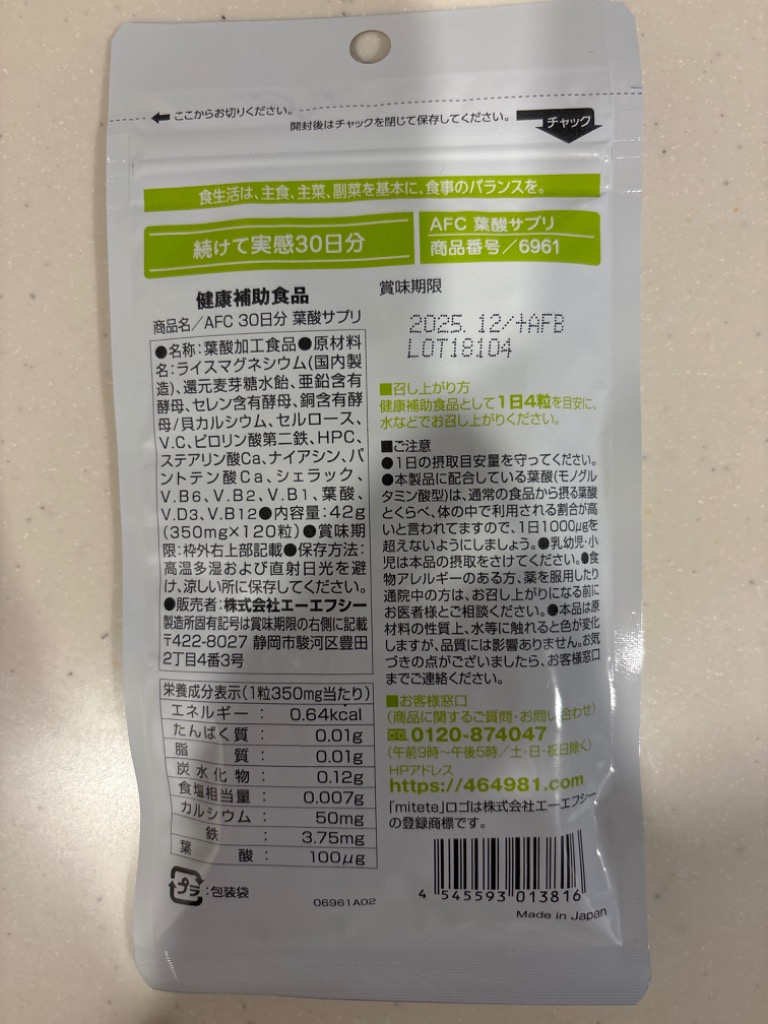 ここからお切りください。
開封後はチャックを閉じて保存してください。
チャック
食生活は、主食、主菜、副菜を基本に、食事のバランスを。
続けて実感30日分
AFC 葉酸サプリ
商品番号/6961
健康補助食品
商品名/AFC 30日分 葉酸サプリ
●名称:葉酸加工食品●原材料
名:ライスマグネシウム(国内製
造)、還元麦芽糖水飴、亜鉛含有
酵母、セレン含有酵母、銅含有酵
母/貝カルシウム、セルロース、
V.C、ピロリン酸第二鉄、HPC、
ステアリン酸Ca、ナイアシン、パ
ントテン酸Ca、シェラック、
V.B6、V.B2、V.B1、葉酸、
V.D3、V.B12●内容量:42g
(350mg×120粒)●賞味期
限:枠外右上部記載●保存方法:
高温多湿および直射日光を避
け、涼しい所に保存してください。
●販売者:株式会社エーエフシー
製造所固有記号は賞味期限の右側に記載
〒422-8027 静岡市駿河区豊田
2丁目4番3号
栄養成分表示(1粒350mg当たり)
エネルギー: 0.64kcal
たんぱく質: 0.01g
脂質: 0.01g
炭水化物: 0.12g
食塩相当量: 0.007g
カルシウム: 50mg
鉄: 3.75mg
葉酸: 100μg
プラ:包装袋
06961A02
賞味期限
2025. 12/+AFB
LOT18104
■召し上がり方
健康補助食品として1日4粒を目安に、
水などでお召し上がりください。
■ご注意
●1日の摂取目安量を守ってください。
●本製品に配合している葉酸(モノグル
タミン酸型)は、通常の食品から摂る葉酸
とくらべ、体の中で利用される割合が高
いと言われてますので、1日1000μgを
超えないようにしましょう。●乳幼児・小
児は本品の摂取をさけてください。●食
物アレルギーのある方、薬を服用したり
通院中の方は、お召し上がりになる前に
お医者様とご相談ください。●本品は原
材料の性質上、水等に触れると色が変化
しますが、品質には影響ありません。お気
づきの点がございましたら、お客様窓口
までご連絡ください。
■お客様窓口
(商品に関するご質問・お問い合わせ)
0120-874047
(午前9時~午後5時/土・日・祝日除く)
HPアドレス
https://464981.com
「mitete」ロゴは株式会社エーエフシー
の登録商標です。
4 545593 013816
Made in Japan